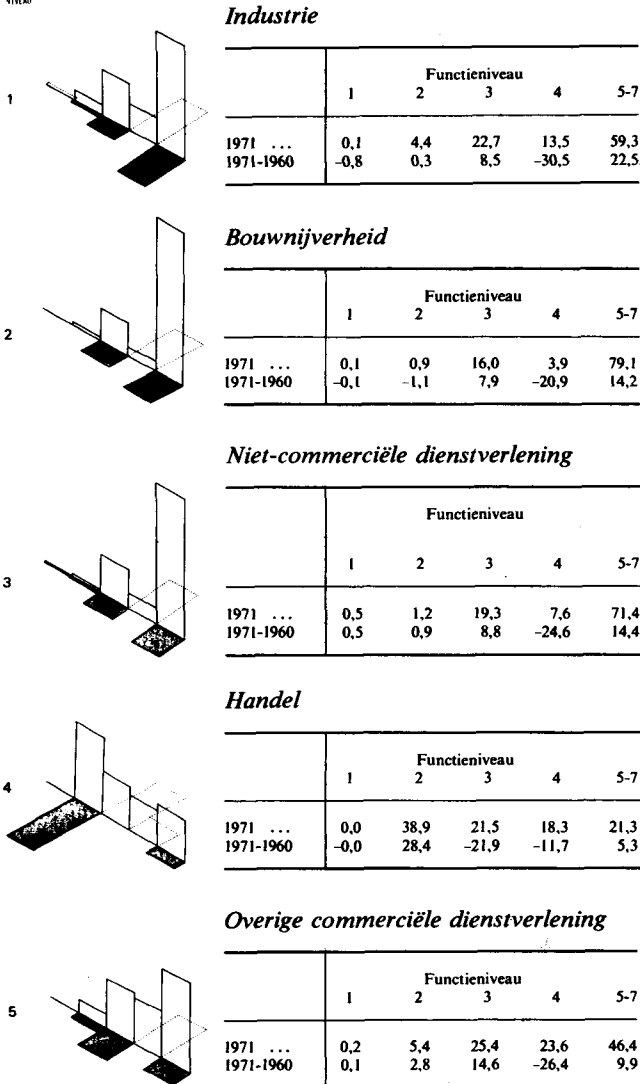 NIVEAU
Industrie
Functieniveau
1 2 3 4 5-7
1
1971 ... 0,1 4,4 22,7 13,5 59,3
1971-1960 -0,8 0,3 8,5 -30,5 22,5
Bouwnijverheid
Functieniveau
1 2 3 4 5-7
2
1971 ... 0,1 0,9 16,0 3,9 79,1
1971-1960 -0,1 -1,1 7,9 -20,9 14,2
Niet-commerciële dienstverlening
Functieniveau
1 2 3 4 5-7
3
1971 ... 0,5 1,2 19,3 7,6 71,4
1971-1960 0,5 0,9 8,8 -24,6 14,4
Handel
Functieniveau
1 2 3 4 5-7
4
1971 ... 0,0 38,9 21,5 18,3 21,3
1971-1960 -0,0 28,4 -21,9 -11,7 5,3
Overige commerciële dienstverlening
Functieniveau
1 2 3 4 5-7
5
1971 ... 0,2 5,4 25,4 23,6 46,4
1971-1960 0,1 2,8 14,6 -26,4 9,9